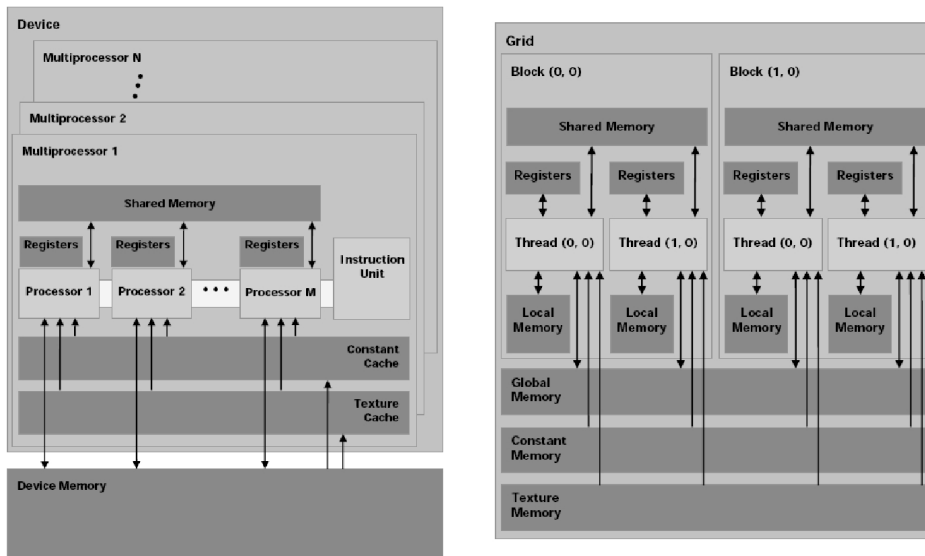 Device
Multiprocessor N
Multiprocessor 2
Multiprocessor 1
Shared Memory
Registers
Registers
Registers
Processor 1
Processor 2
Processor M
Instruction
Unit
Constant
Cache
Texture
Cache
Device Memory
Grid
Block (0, 0)
Block (1, 0)
Shared Memory
Shared Memory
Registers
Registers
Registers
Registers
Thread (0, 0)
Thread (1, 0)
Thread (0, 0)
Thread (1, 0)
Local
Memory
Local
Memory
Local
Memory
Local
Memory
Global
Memory
Constant
Memory
Texture
Memory